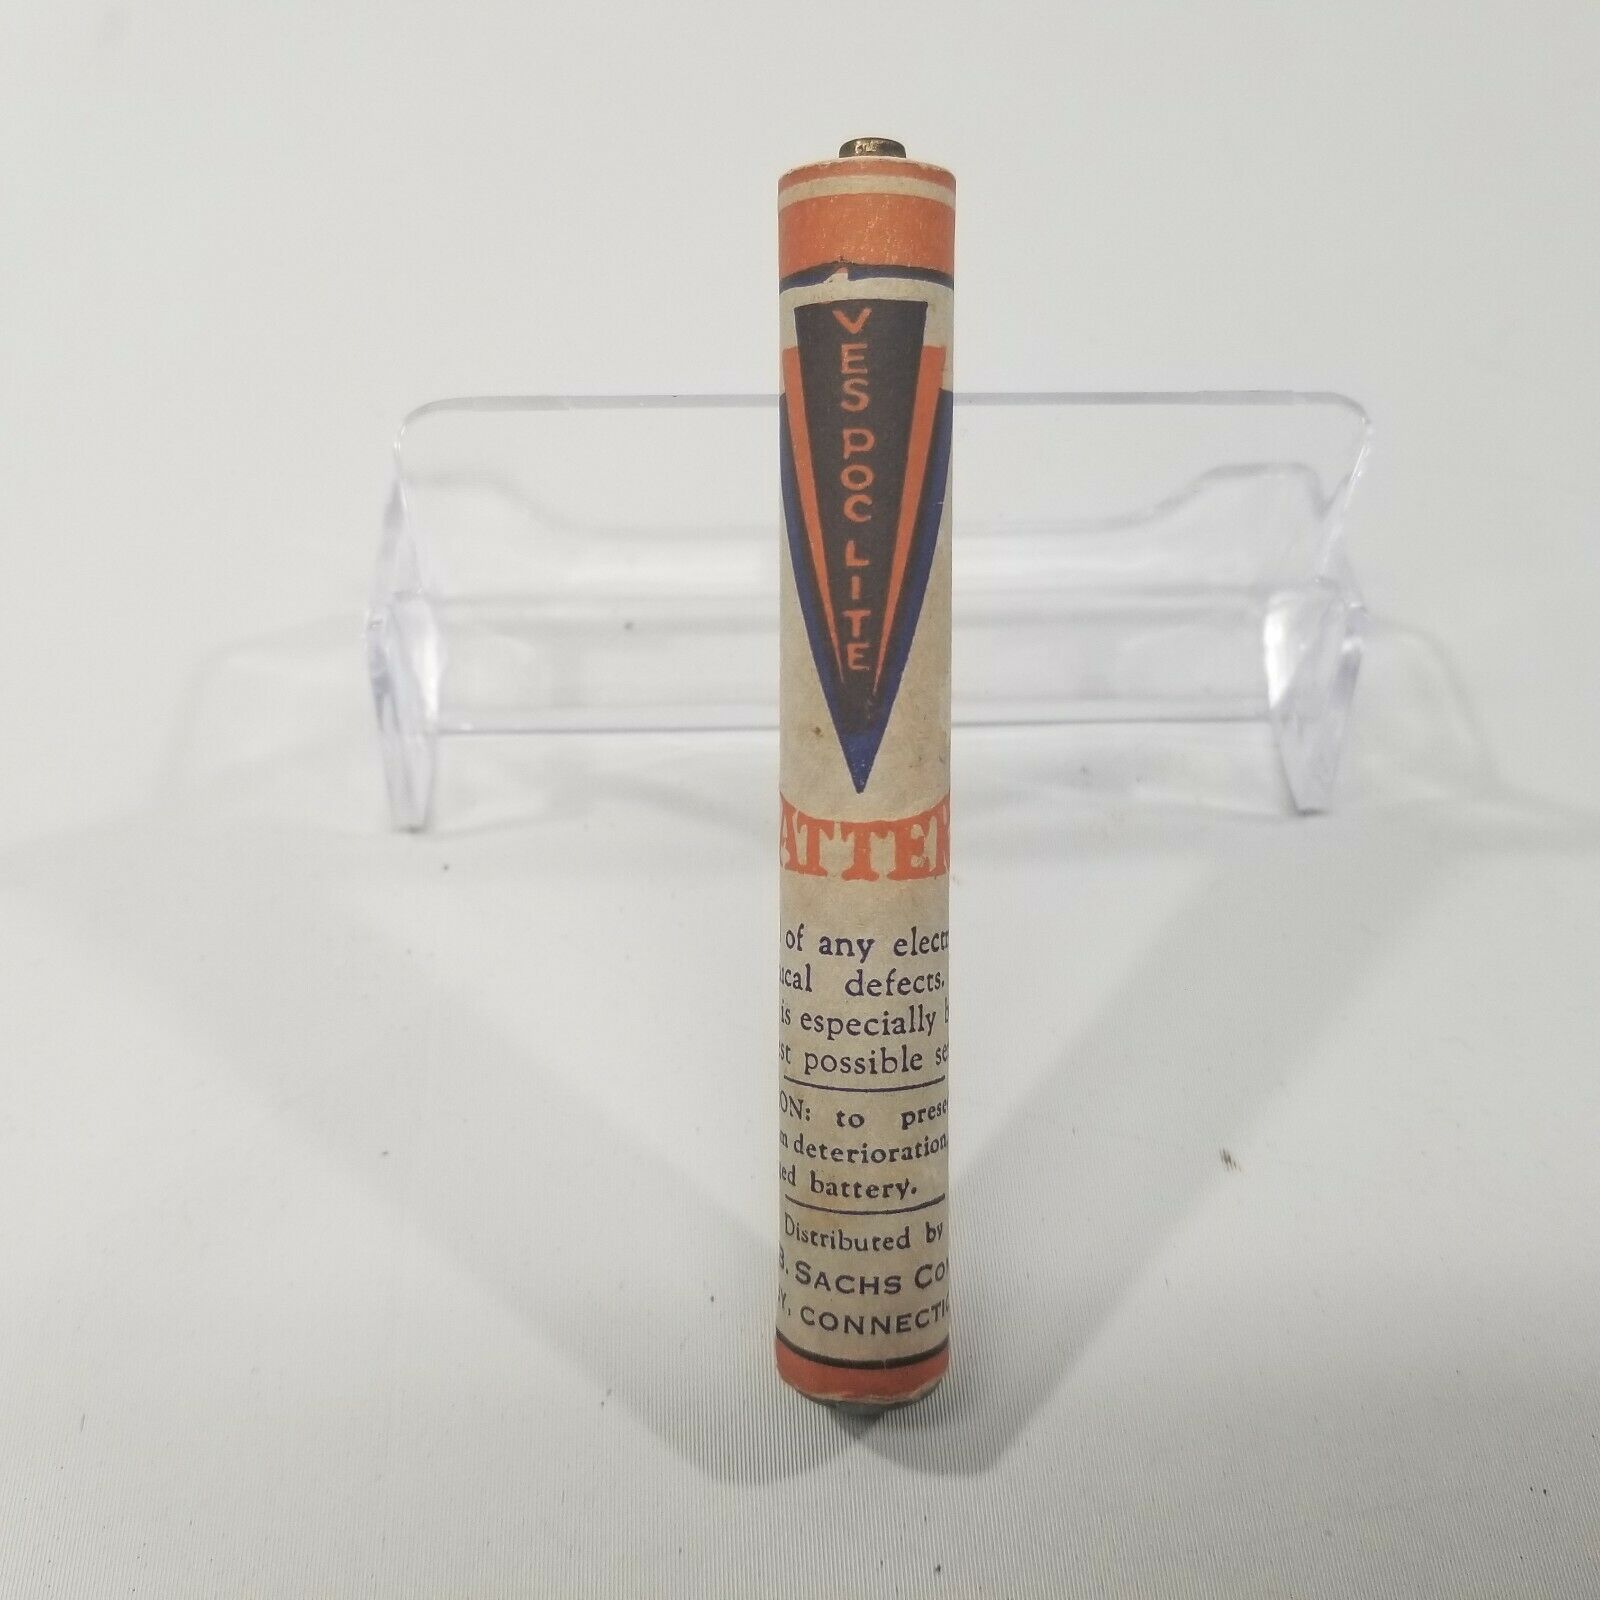 VES POC LITE
ATTER
of any electr
ical defects.
is especially b
st possible se
ON: to prese
m deterioration,
ed battery.
Distributed by
B. SACHS CO
Y, CONNECTIC